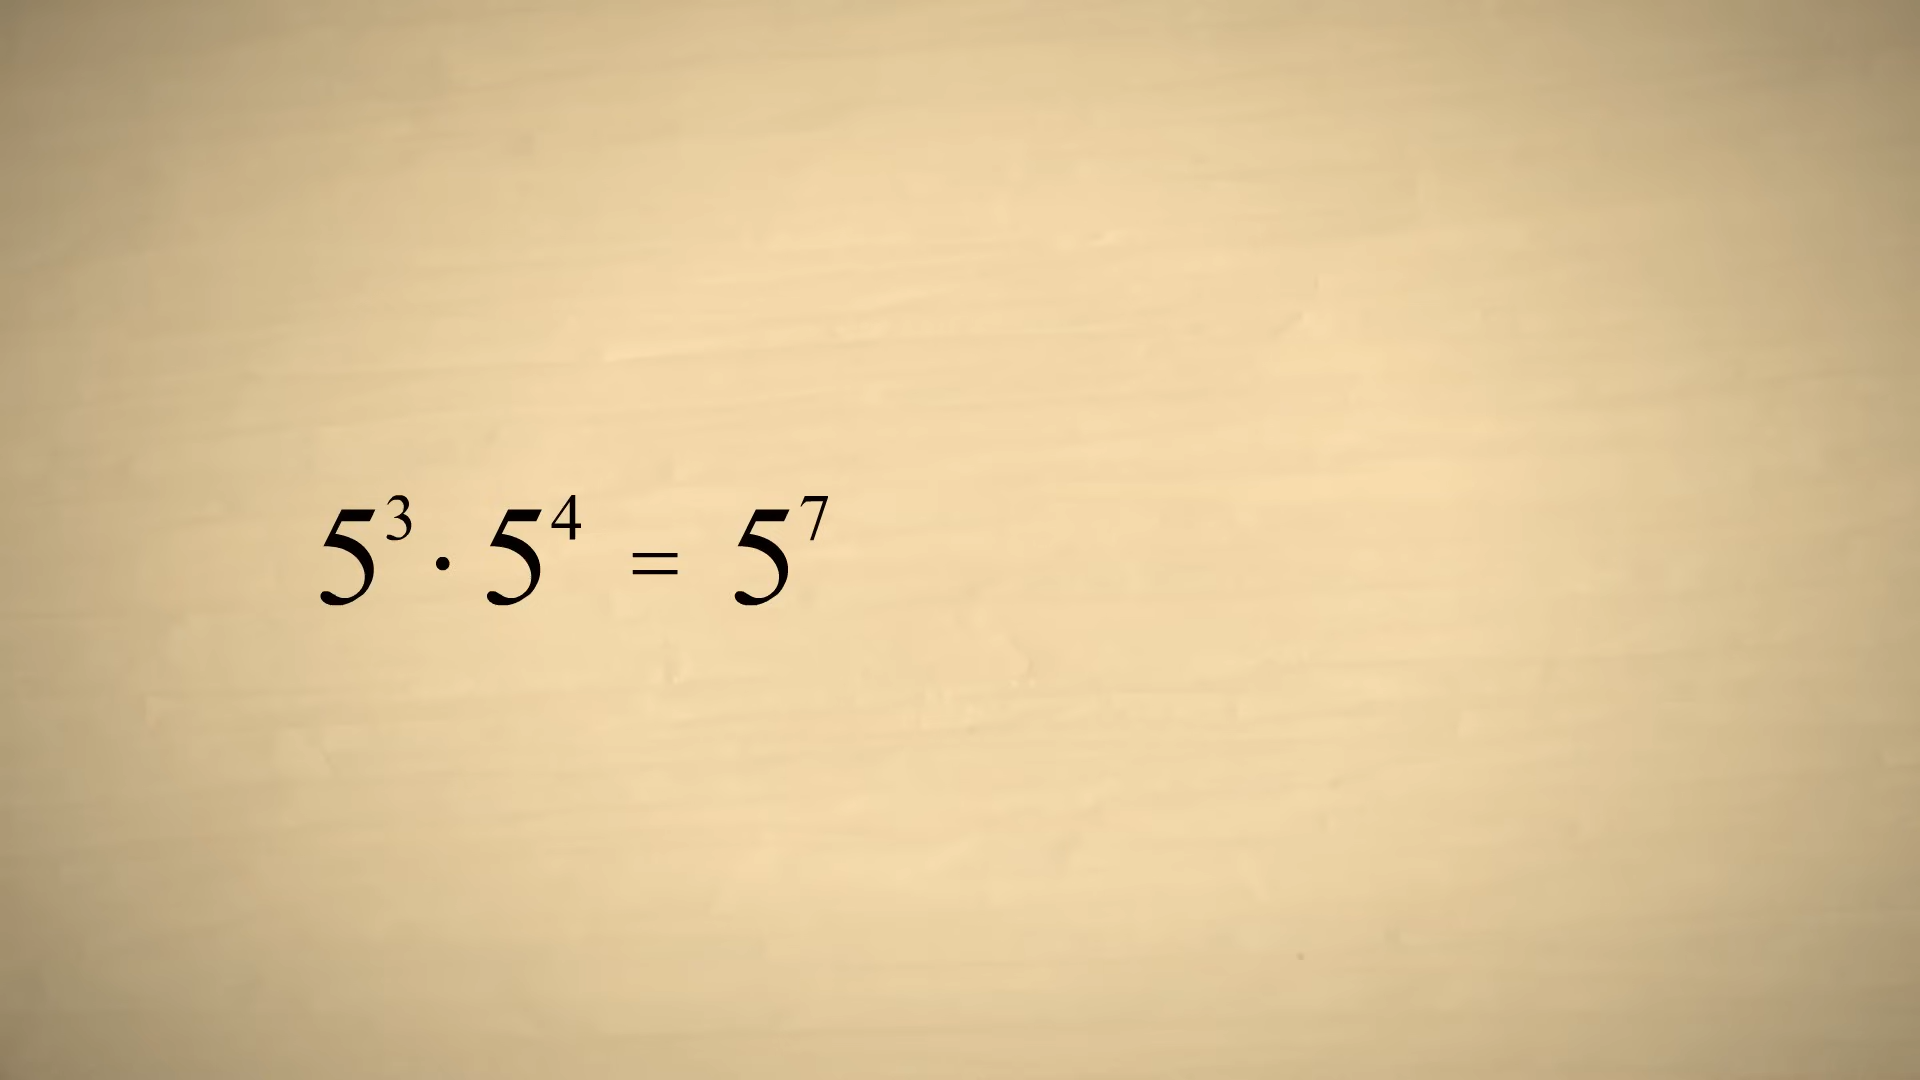 5³ · 5⁴ = 5⁷